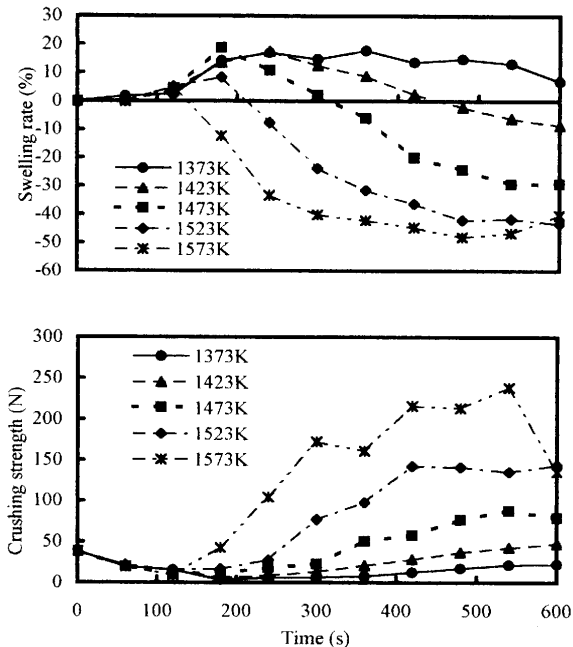 30
20
10
0
-10
-20
-30
-40
-50
-60
Swelling rate (%)
1373K
1423K
1473K
1523K
1573K
300
250
200
150
100
50
0
Crushing strength (N)
1373K
1423K
1473K
1523K
1573K
0 100 200 300 400 500 600
Time (s)